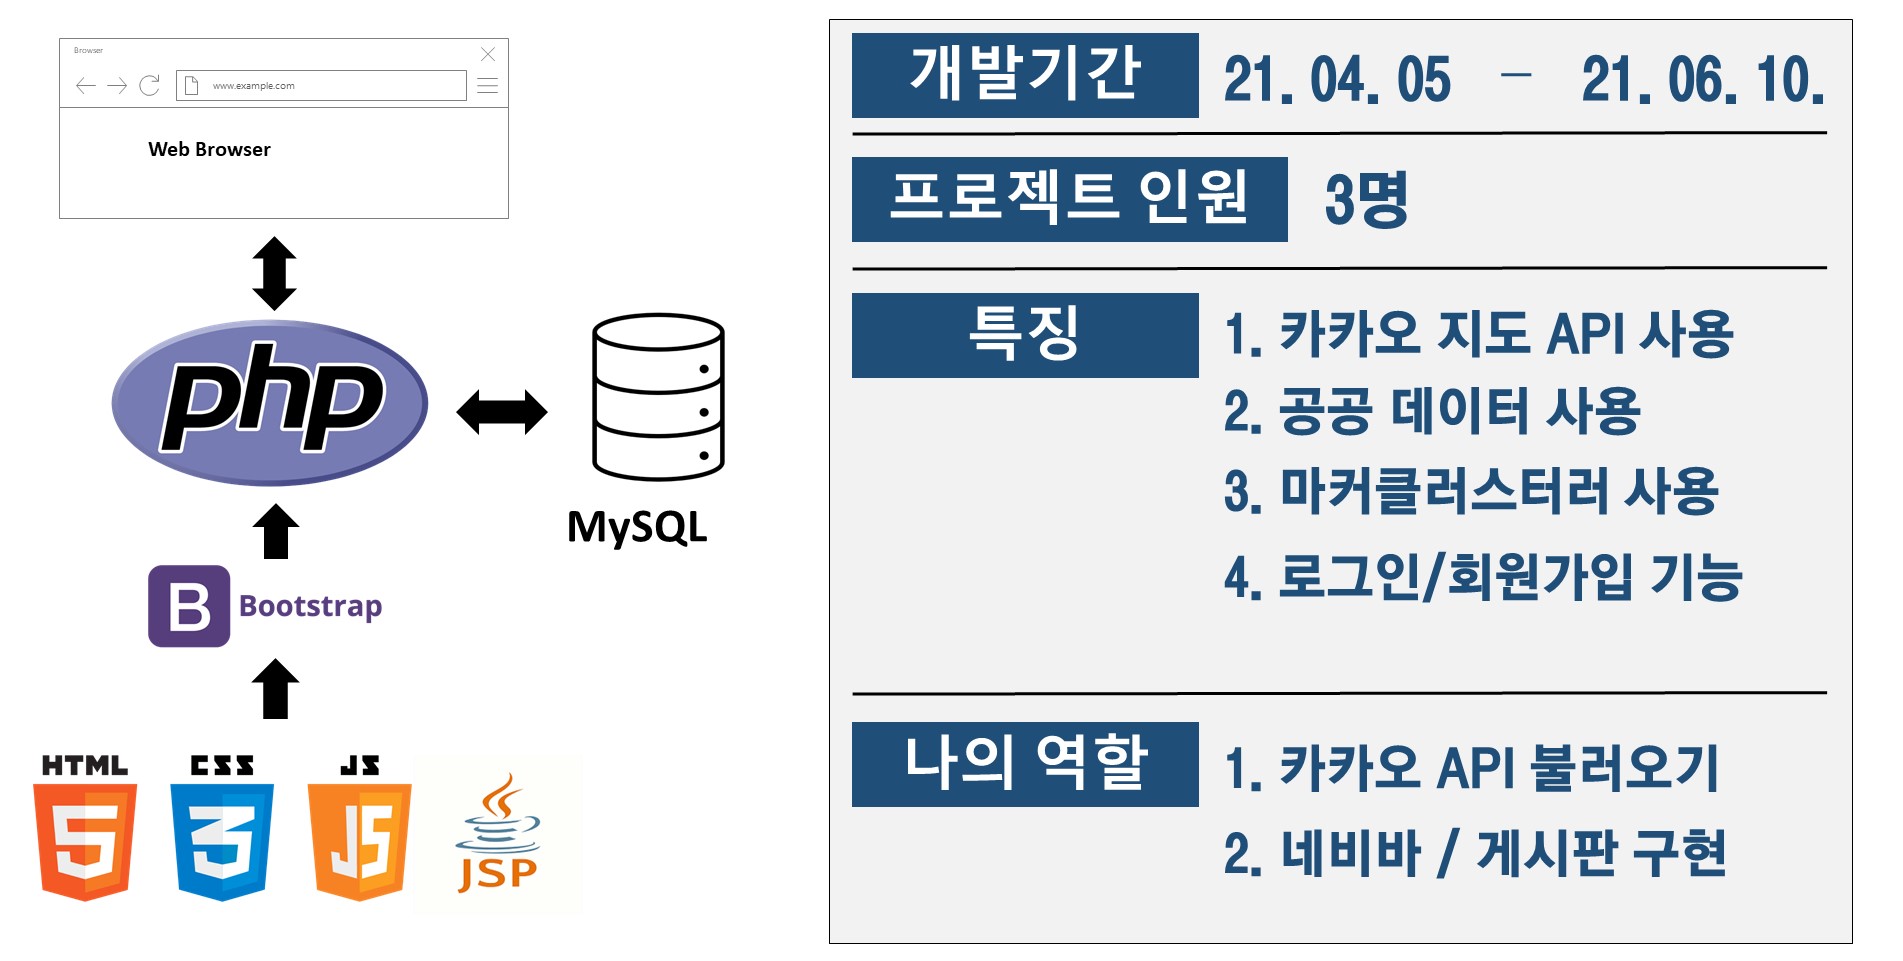 Browser
www.example.com
Web Browser
php
MySQL
B Bootstrap
HTML CSS JS
5 3 JS
JSP
개발기간 21. 04. 05 – 21. 06. 10.
프로젝트 인원 3명
특징 1. 카카오 지도 API 사용
2. 공공 데이터 사용
3. 마커클러스터러 사용
4. 로그인/회원가입 기능
나의 역할 1. 카카오 API 불러오기
2. 네비바 / 게시판 구현